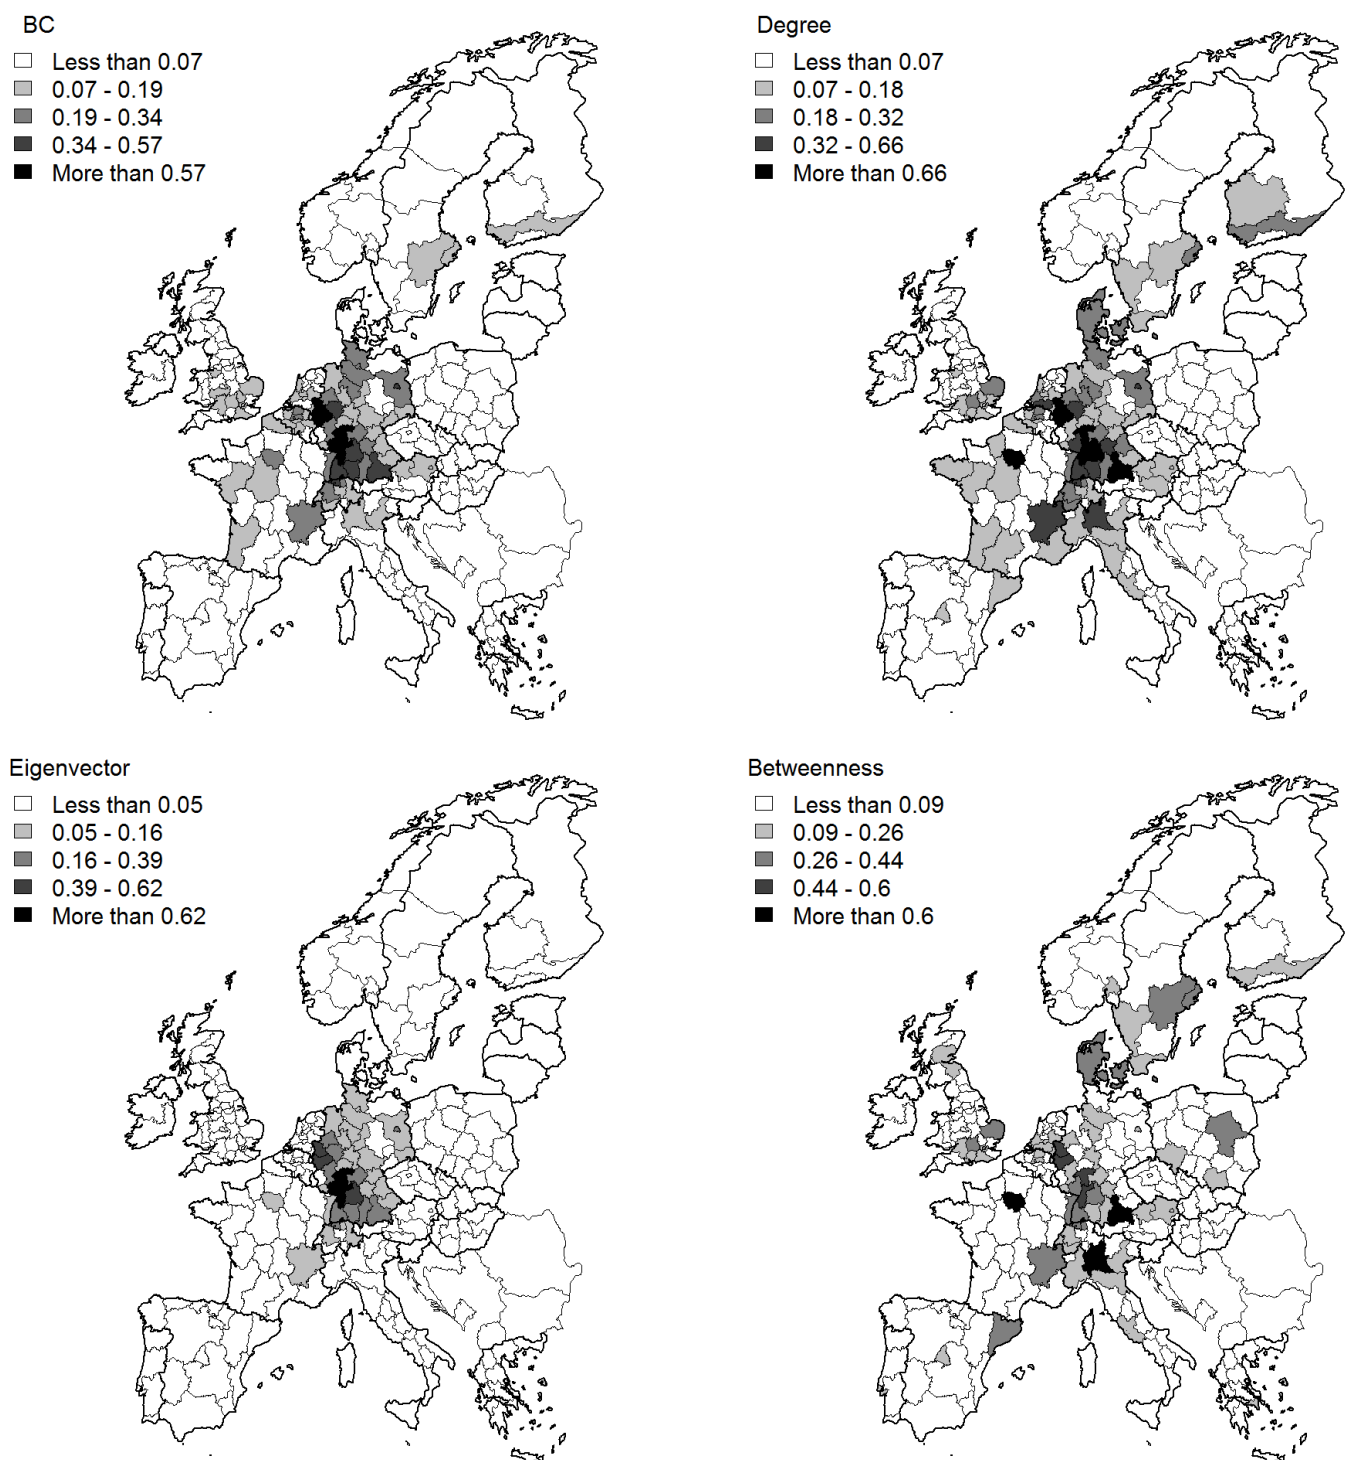 BC
Less than 0.07
0.07 - 0.19
0.19 - 0.34
0.34 - 0.57
More than 0.57
Degree
Less than 0.07
0.07 - 0.18
0.18 - 0.32
0.32 - 0.66
More than 0.66
Eigenvector
Less than 0.05
0.05 - 0.16
0.16 - 0.39
0.39 - 0.62
More than 0.62
Betweenness
Less than 0.09
0.09 - 0.26
0.26 - 0.44
0.44 - 0.6
More than 0.6